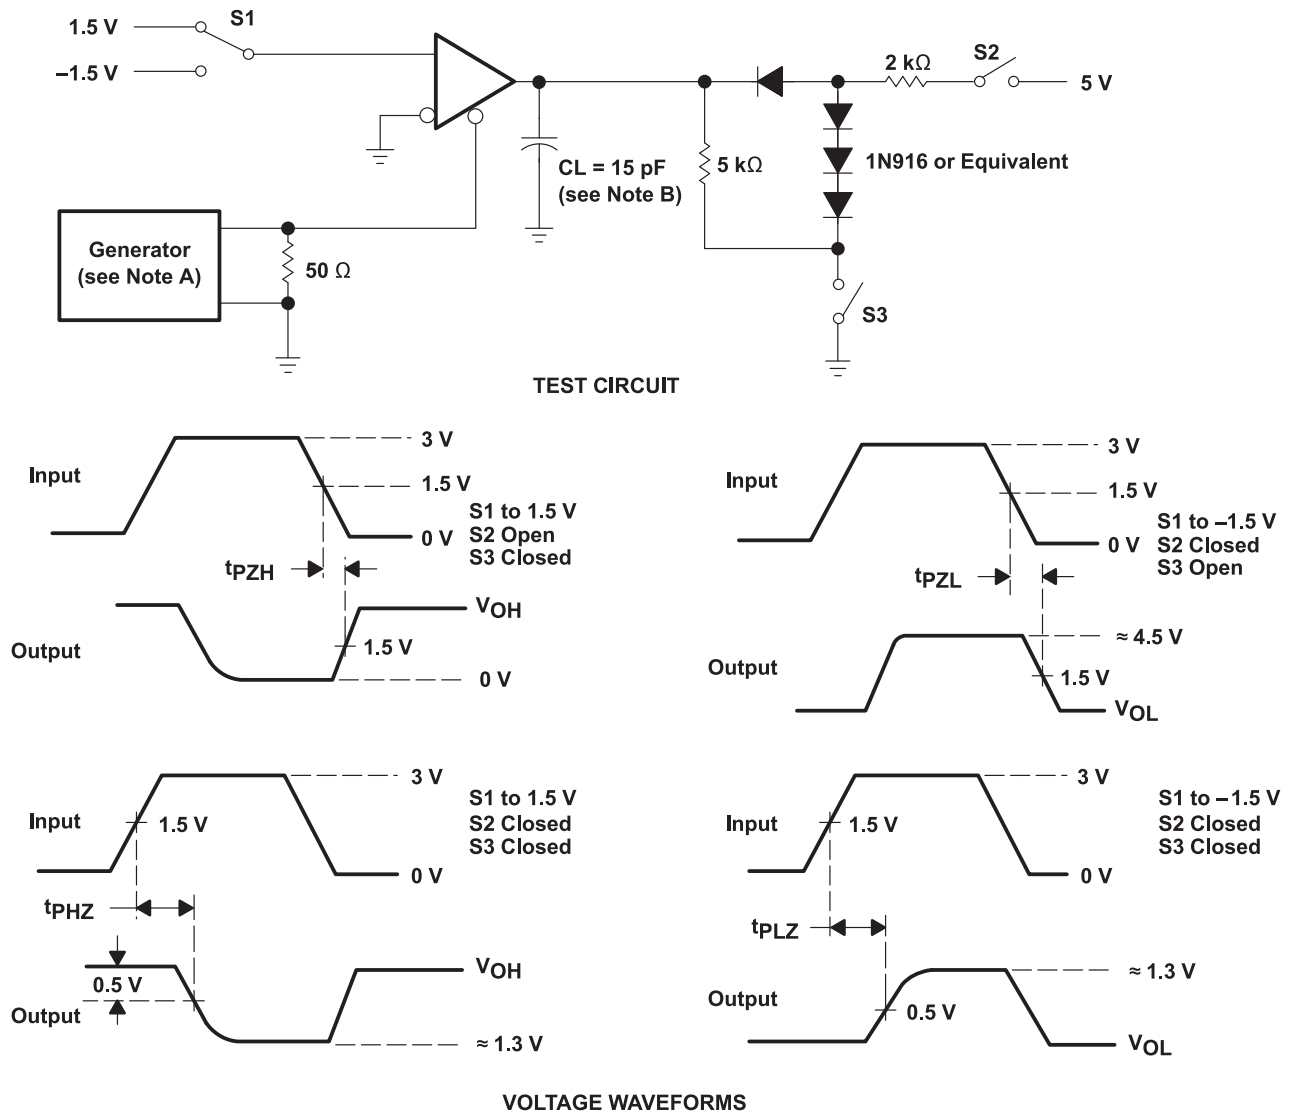 1.5 V
S1
–1.5 V
2 kΩ
S2
5 V
CL = 15 pF
(see Note B)
5 kΩ
1N916 or Equivalent
Generator
(see Note A)
50 Ω
S3
TEST CIRCUIT
Input
3 V
1.5 V
0 V
S1 to 1.5 V
S2 Open
S3 Closed
tPZH
Output
VOH
1.5 V
0 V
Input
3 V
1.5 V
0 V
S1 to –1.5 V
S2 Closed
S3 Open
tPZL
Output
≈ 4.5 V
1.5 V
VOL
Input
3 V
1.5 V
0 V
S1 to 1.5 V
S2 Closed
S3 Closed
tPHZ
0.5 V
Output
VOH
≈ 1.3 V
Input
3 V
1.5 V
0 V
S1 to –1.5 V
S2 Closed
S3 Closed
tPLZ
Output
≈ 1.3 V
0.5 V
VOL
VOLTAGE WAVEFORMS